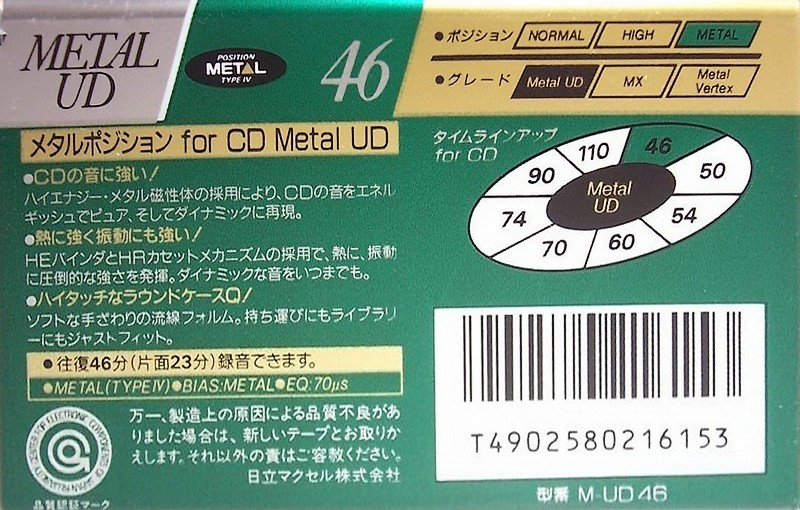 METAL
UD
POSITION
METAL
TYPE IV
46
●ポジション NORMAL HIGH METAL
●グレード Metal UD MX Metal Vertex
メタルポジション for CD Metal UD
●CDの音に強い!
ハイエナジー・メタル磁性体の採用により、CDの音をエネル
ギッシュでピュア、そしてダイナミックに再現。
●熱に強く振動にも強い!
HEバインダとHRカセットメカニズムの採用で、熱に、振動
に圧倒的な強さを発揮。ダイナミックな音をいつまでも。
●ハイタッチなラウンドケースQ!
ソフトな手ざわりの流線フォルム。持ち運びにもライブラリ
ーにもジャストフィット。
●往復46分(片面23分)録音できます。
●METAL(TYPEⅣ)●BIAS:METAL●EQ:70μs
万一、製造上の原因による品質不良があ
りました場合は、新しいテープとお取りか
えします。それ以外の責はご容赦ください。
日立マクセル株式会社
品質認証マーク
タイムラインアップ
for CD
46
50
54
60
70
74
90
110
Metal
UD
T4902580216153
型番 M-UD46